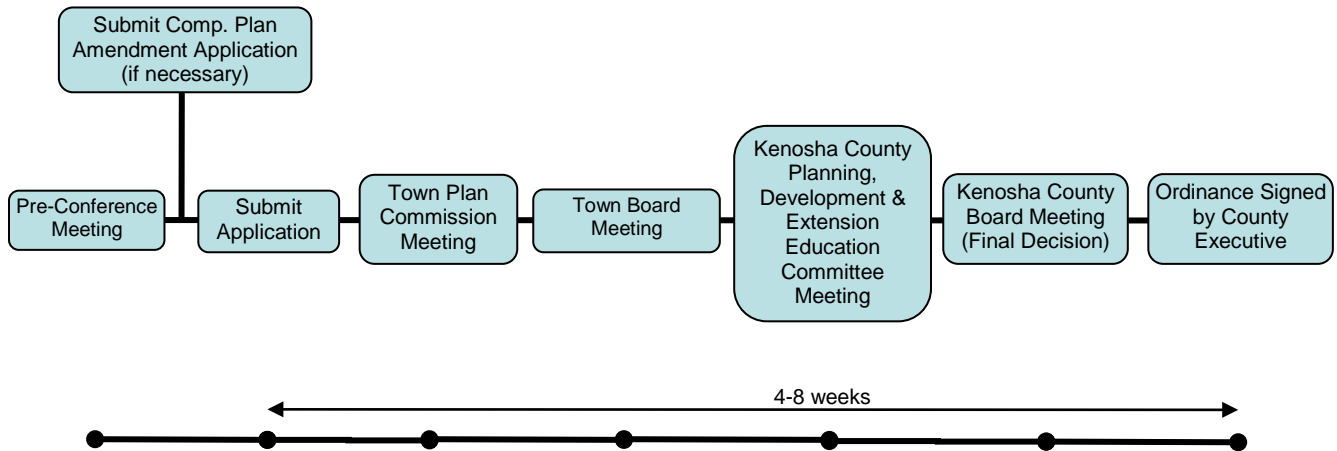 Submit Comp. Plan
Amendment Application
(if necessary)
Pre-Conference
Meeting
Submit
Application
Town Plan
Commission
Meeting
Town Board
Meeting
Kenosha County
Planning,
Development &
Extension
Education
Committee
Meeting
Kenosha County
Board Meeting
(Final Decision)
Ordinance Signed
by County
Executive
4-8 weeks